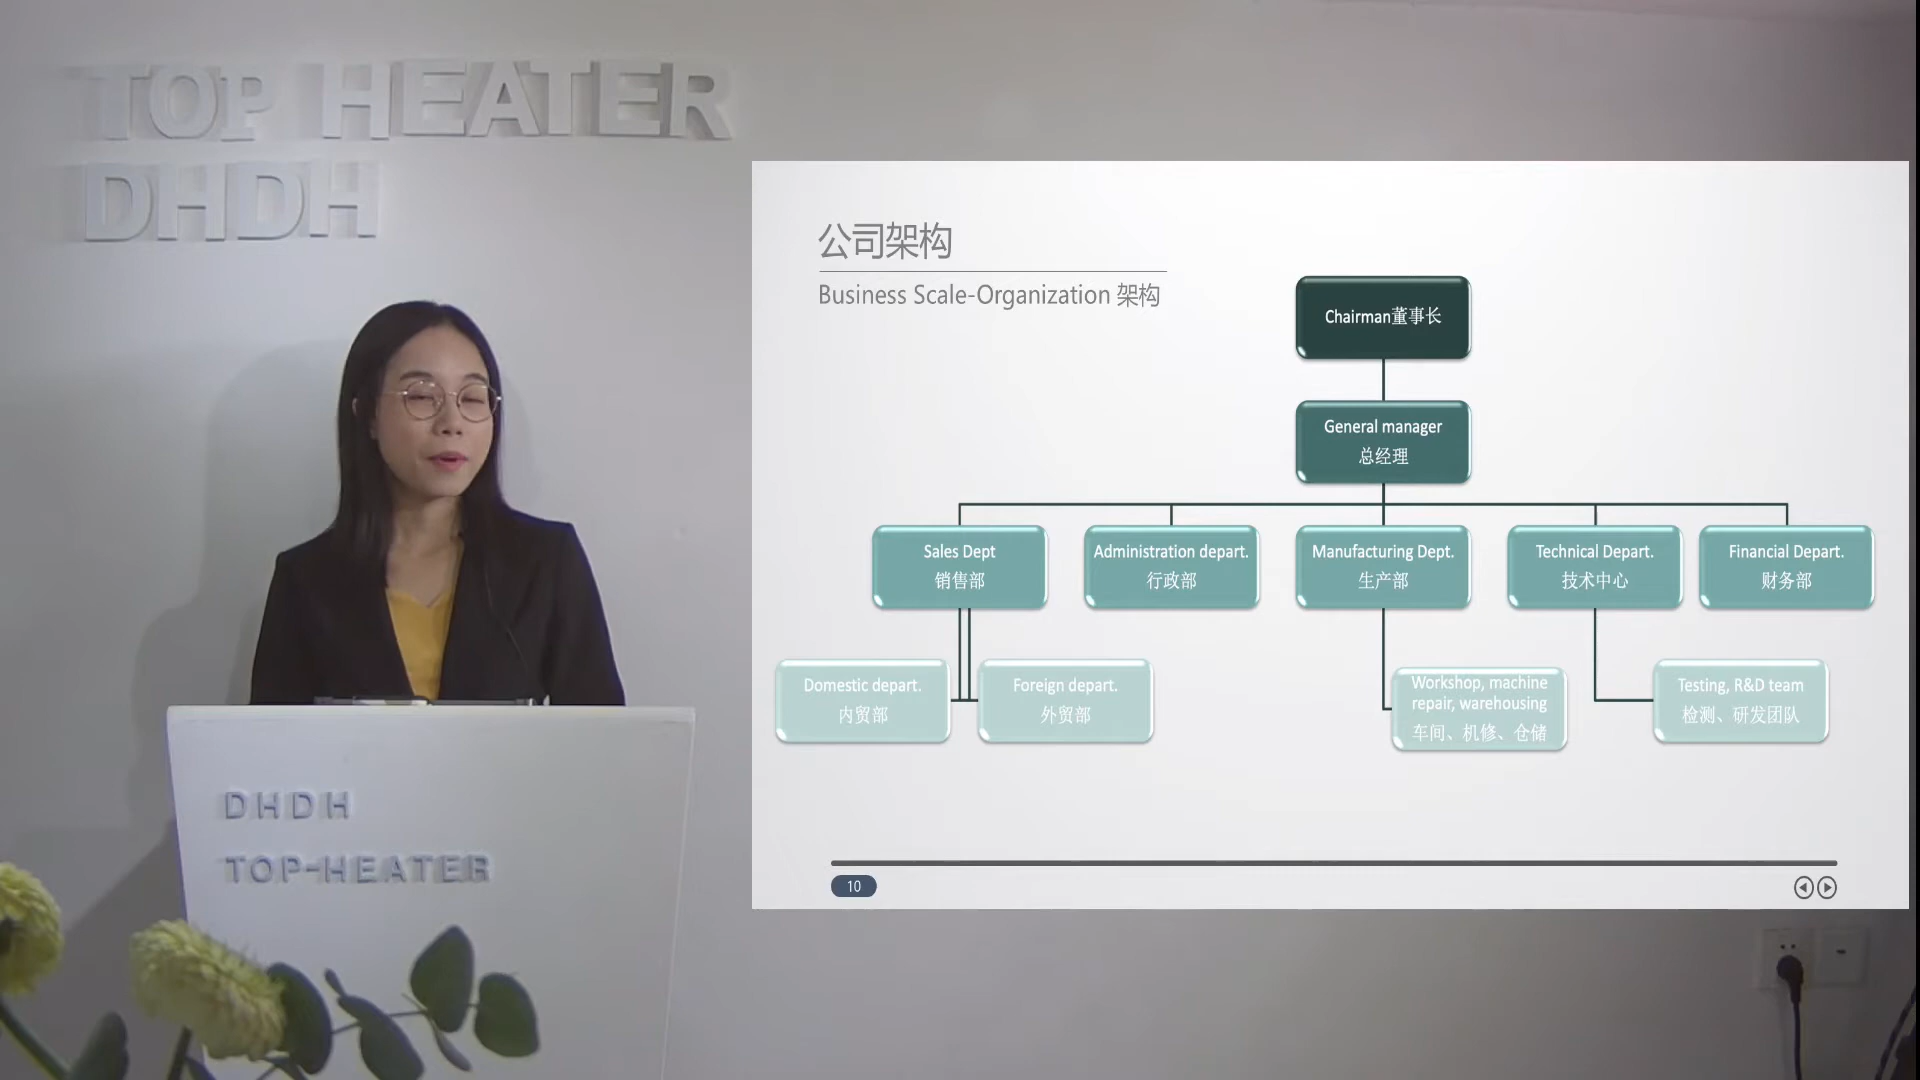 TOP HEATER
DHDH
公司架构
Business Scale-Organization 架构
Chairman董事长
General manager
总经理
Sales Dept
销售部
Administration depart.
行政部
Manufacturing Dept.
生产部
Technical Depart.
技术中心
Financial Depart.
财务部
Domestic depart.
内贸部
Foreign depart.
外贸部
Workshop, machine
repair, warehousing
车间、机修、仓储
Testing, R&D team
检测、研发团队
10
DHDH
TOP-HEATER